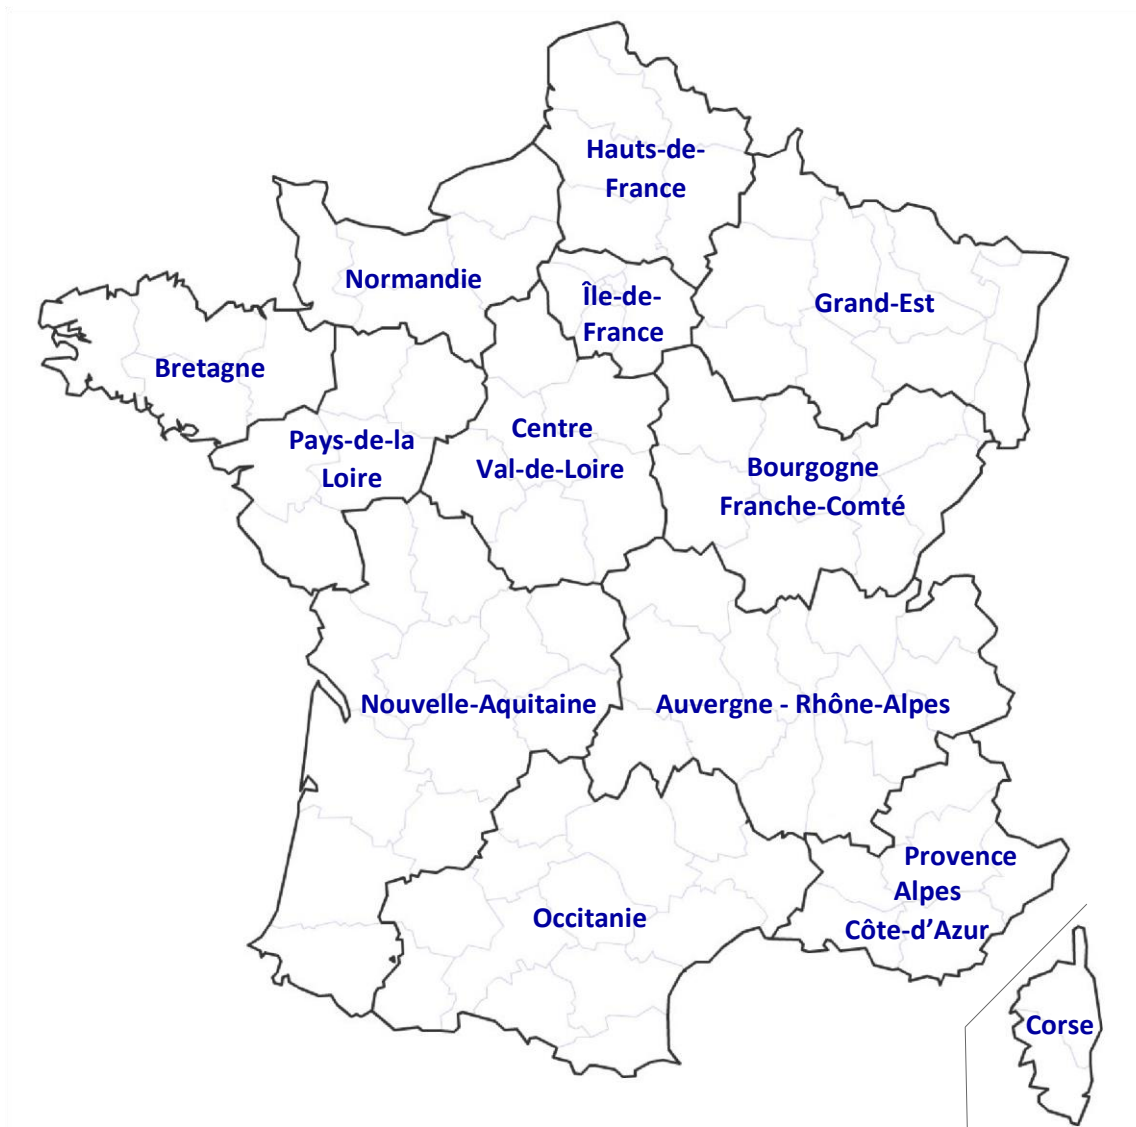 Hauts-de-
France
Normandie
Île-de-
France
Grand-Est
Bretagne
Pays-de-la
Loire
Centre
Val-de-Loire
Bourgogne
Franche-Comté
Nouvelle-Aquitaine
Auvergne - Rhône-Alpes
Provence
Alpes
Côte-d’Azur
Occitanie
Corse